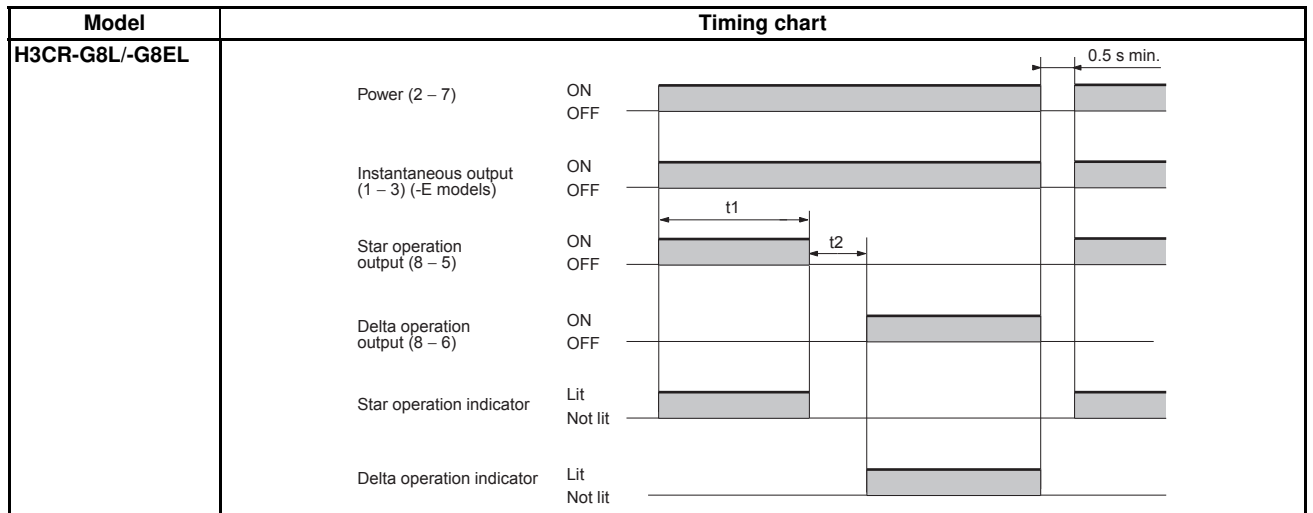 Model
Timing chart
H3CR-G8L/-G8EL
0.5 s min.
Power (2 – 7)
ON
OFF
Instantaneous output
(1 – 3) (-E models)
ON
OFF
t1
Star operation
output (8 – 5)
ON
OFF
t2
Delta operation
output (8 – 6)
ON
OFF
Star operation indicator
Lit
Not lit
Delta operation indicator
Lit
Not lit